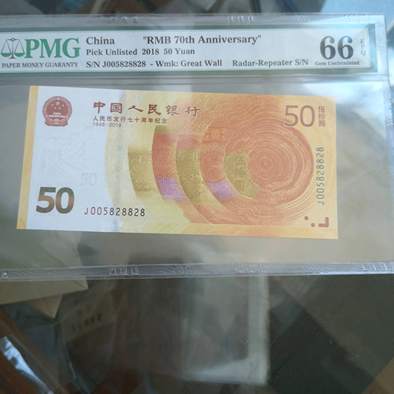 PMG
PAPER MONEY GUARANTY
China "RMB 70th Anniversary"
Pick Unlisted 2018 50 Yuan
S/N J005828828 - Wmk: Great Wall Radar-Repeater S/N
66 EPQ
Gem Uncirculated
中国人民银行
人民币发行七十周年纪念
1948-2018
50
伍拾圆
50
J005828828
J005828828